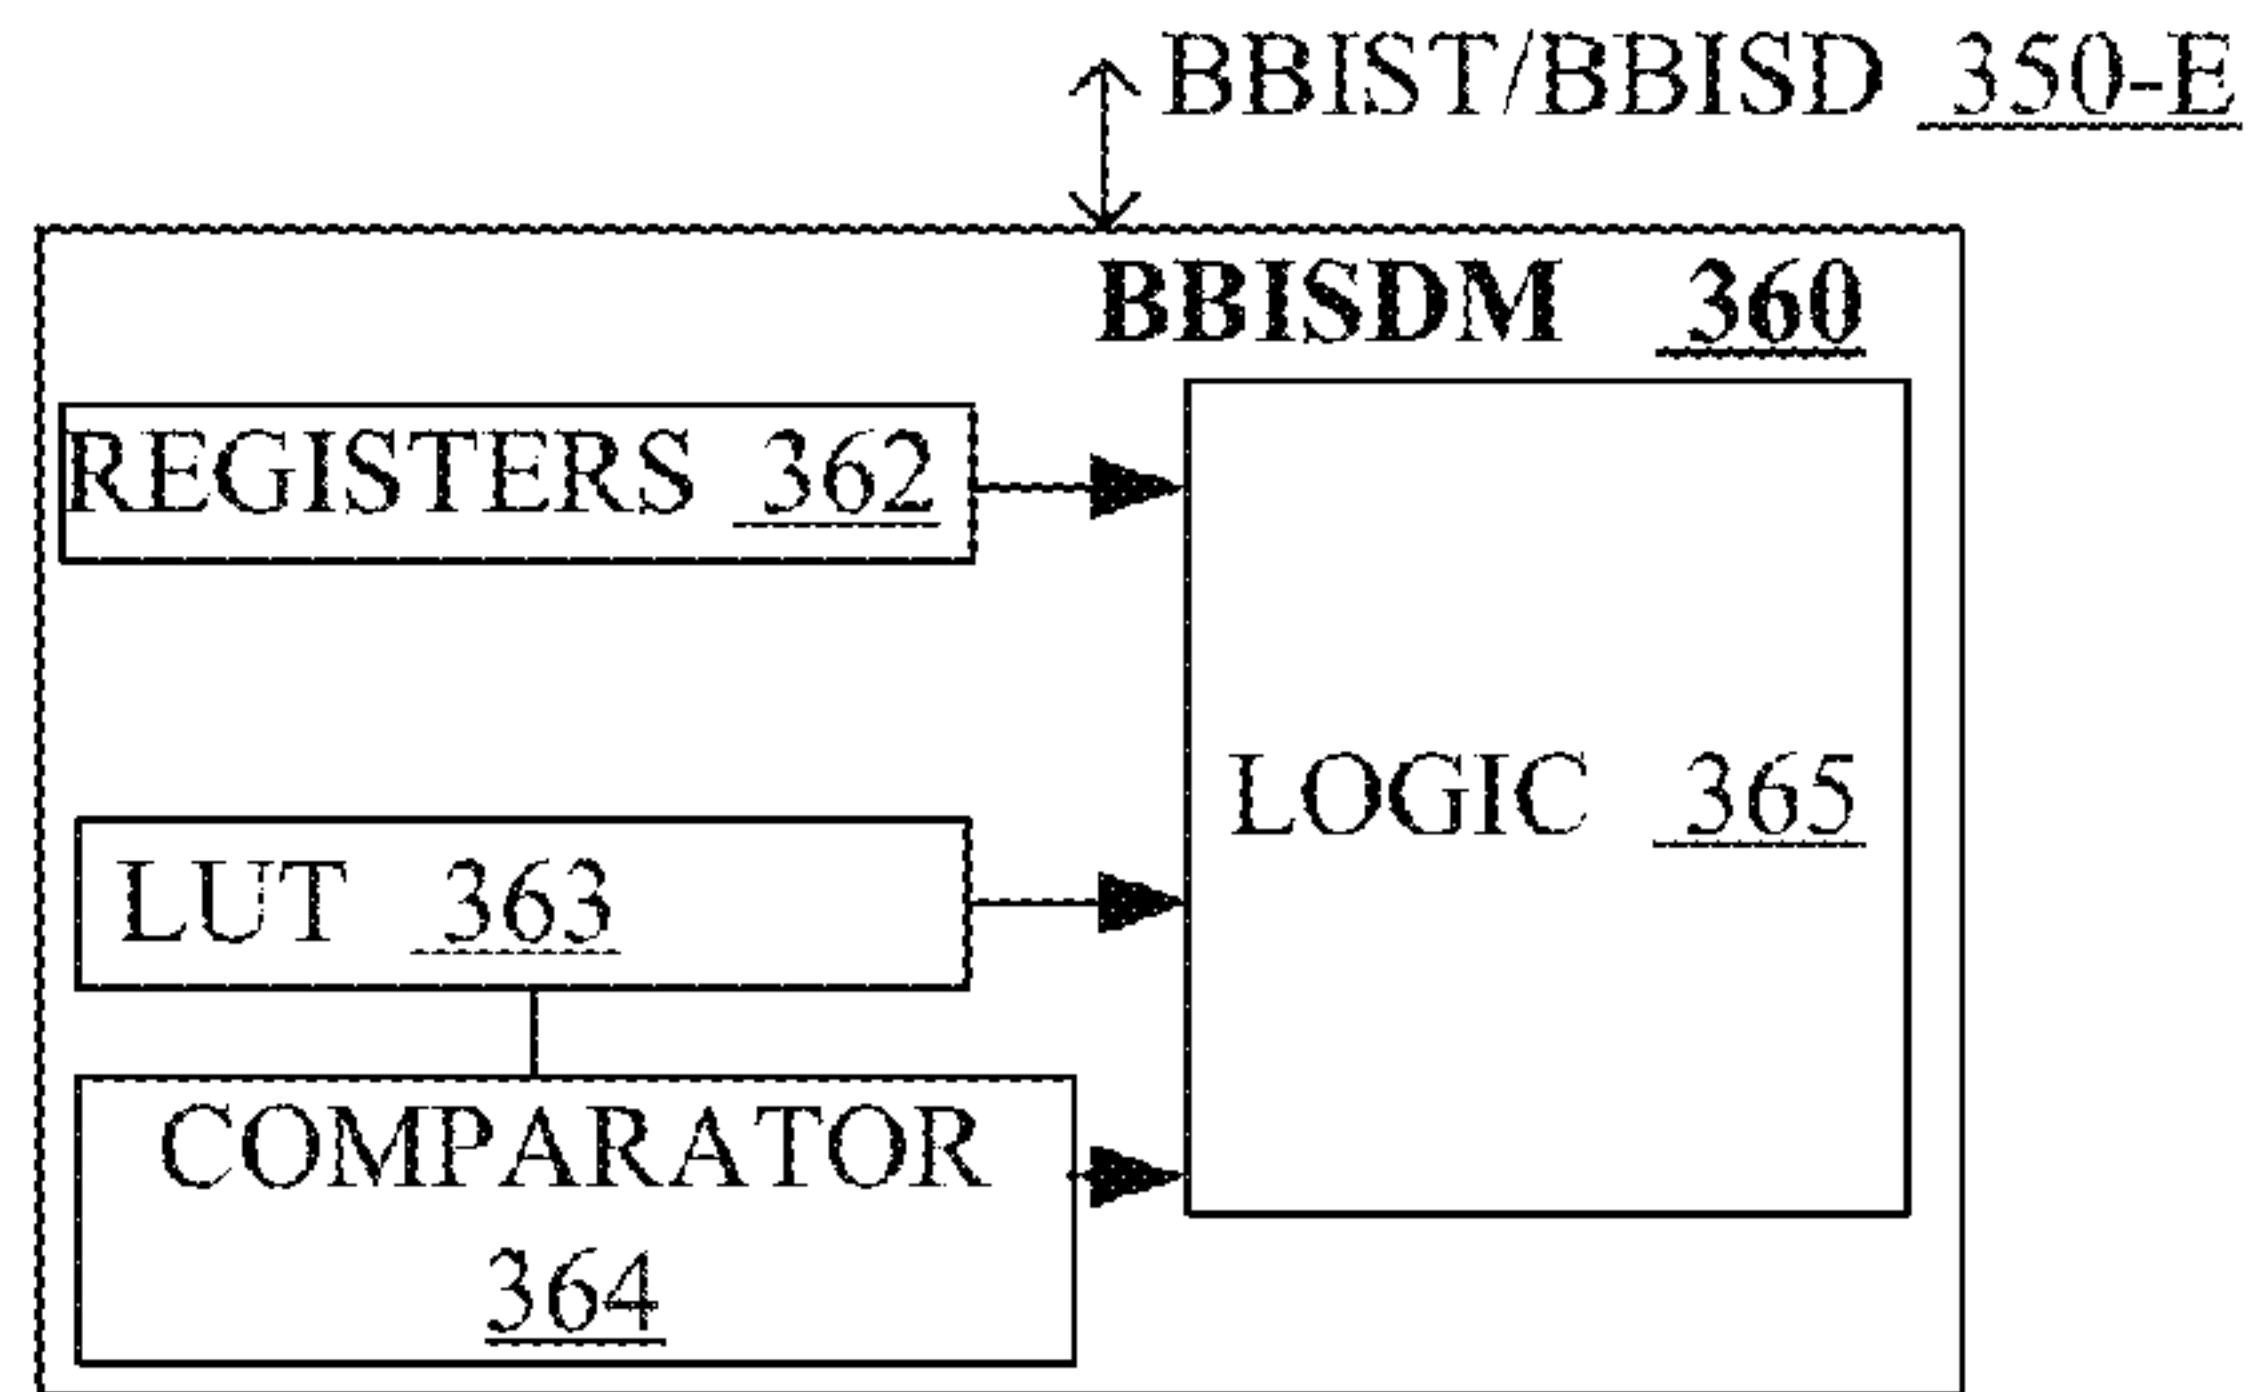 BBIST/BBISD 350-E
BBISDM 360
REGISTERS 362
LOGIC 365
LUT 363
COMPARATOR
364